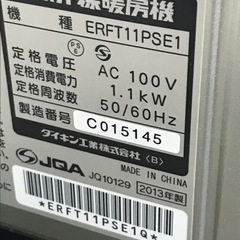 暖房機
機種 ERFT11PSE1
定格電圧 AC 100V
定格消費電力 1.1kW
定格周波数 50/60Hz
製造番号 C015145
ダイキン工業株式会社 〈B〉
JQA MADE IN CHINA
JQ10129 2013年製
*ERFT11PSE1Q*